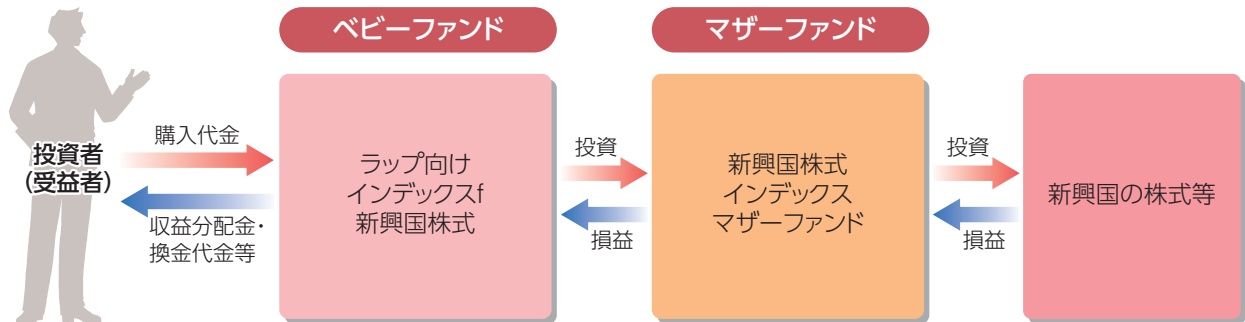 ベビーファンド
マザーファンド
投資者
(受益者)
購入代金
収益分配金・
換金代金等
ラップ向け
インデックスf
新興国株式
投資
損益
新興国株式
インデックス
マザーファンド
投資
損益
新興国の株式等